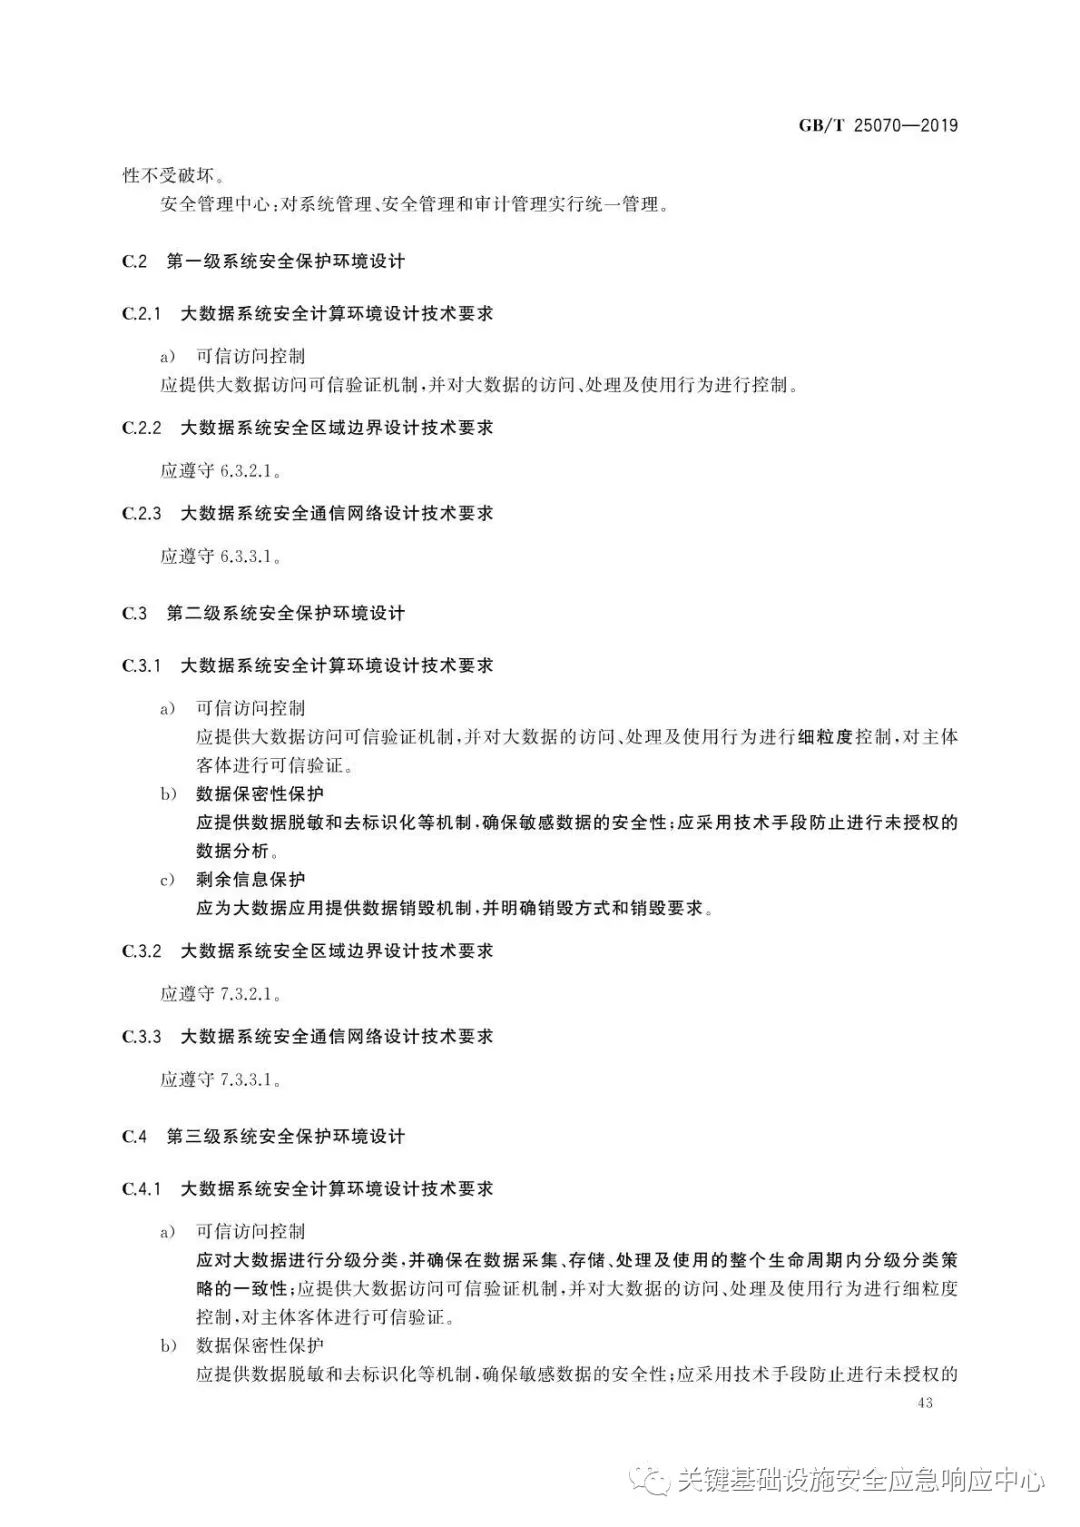 GB/T 25070—2019
性不受破坏。
安全管理中心:对系统管理、安全管理和审计管理实行统一管理。
C.2 第一级系统安全保护环境设计
C.2.1 大数据系统安全计算环境设计技术要求
a) 可信访问控制
应提供大数据访问可信验证机制,并对大数据的访问、处理及使用行为进行控制。
C.2.2 大数据系统安全区域边界设计技术要求
应遵守 6.3.2.1。
C.2.3 大数据系统安全通信网络设计技术要求
应遵守 6.3.3.1。
C.3 第二级系统安全保护环境设计
C.3.1 大数据系统安全计算环境设计技术要求
a) 可信访问控制
应提供大数据访问可信验证机制,并对大数据的访问、处理及使用行为进行细粒度控制,对主体
客体进行可信验证。
b) 数据保密性保护
应提供数据脱敏和去标识化等机制,确保敏感数据的安全性;应采用技术手段防止进行未授权的
数据分析。
c) 剩余信息保护
应为大数据应用提供数据销毁机制,并明确销毁方式和销毁要求。
C.3.2 大数据系统安全区域边界设计技术要求
应遵守 7.3.2.1。
C.3.3 大数据系统安全通信网络设计技术要求
应遵守 7.3.3.1。
C.4 第三级系统安全保护环境设计
C.4.1 大数据系统安全计算环境设计技术要求
a) 可信访问控制
应对大数据进行分级分类,并确保在数据采集、存储、处理及使用的整个生命周期内分级分类策
略的一致性;应提供大数据访问可信验证机制,并对大数据的访问、处理及使用行为进行细粒度
控制,对主体客体进行可信验证。
b) 数据保密性保护
应提供数据脱敏和去标识化等机制,确保敏感数据的安全性;应采用技术手段防止进行未授权的
43
关键基础设施安全应急响应中心